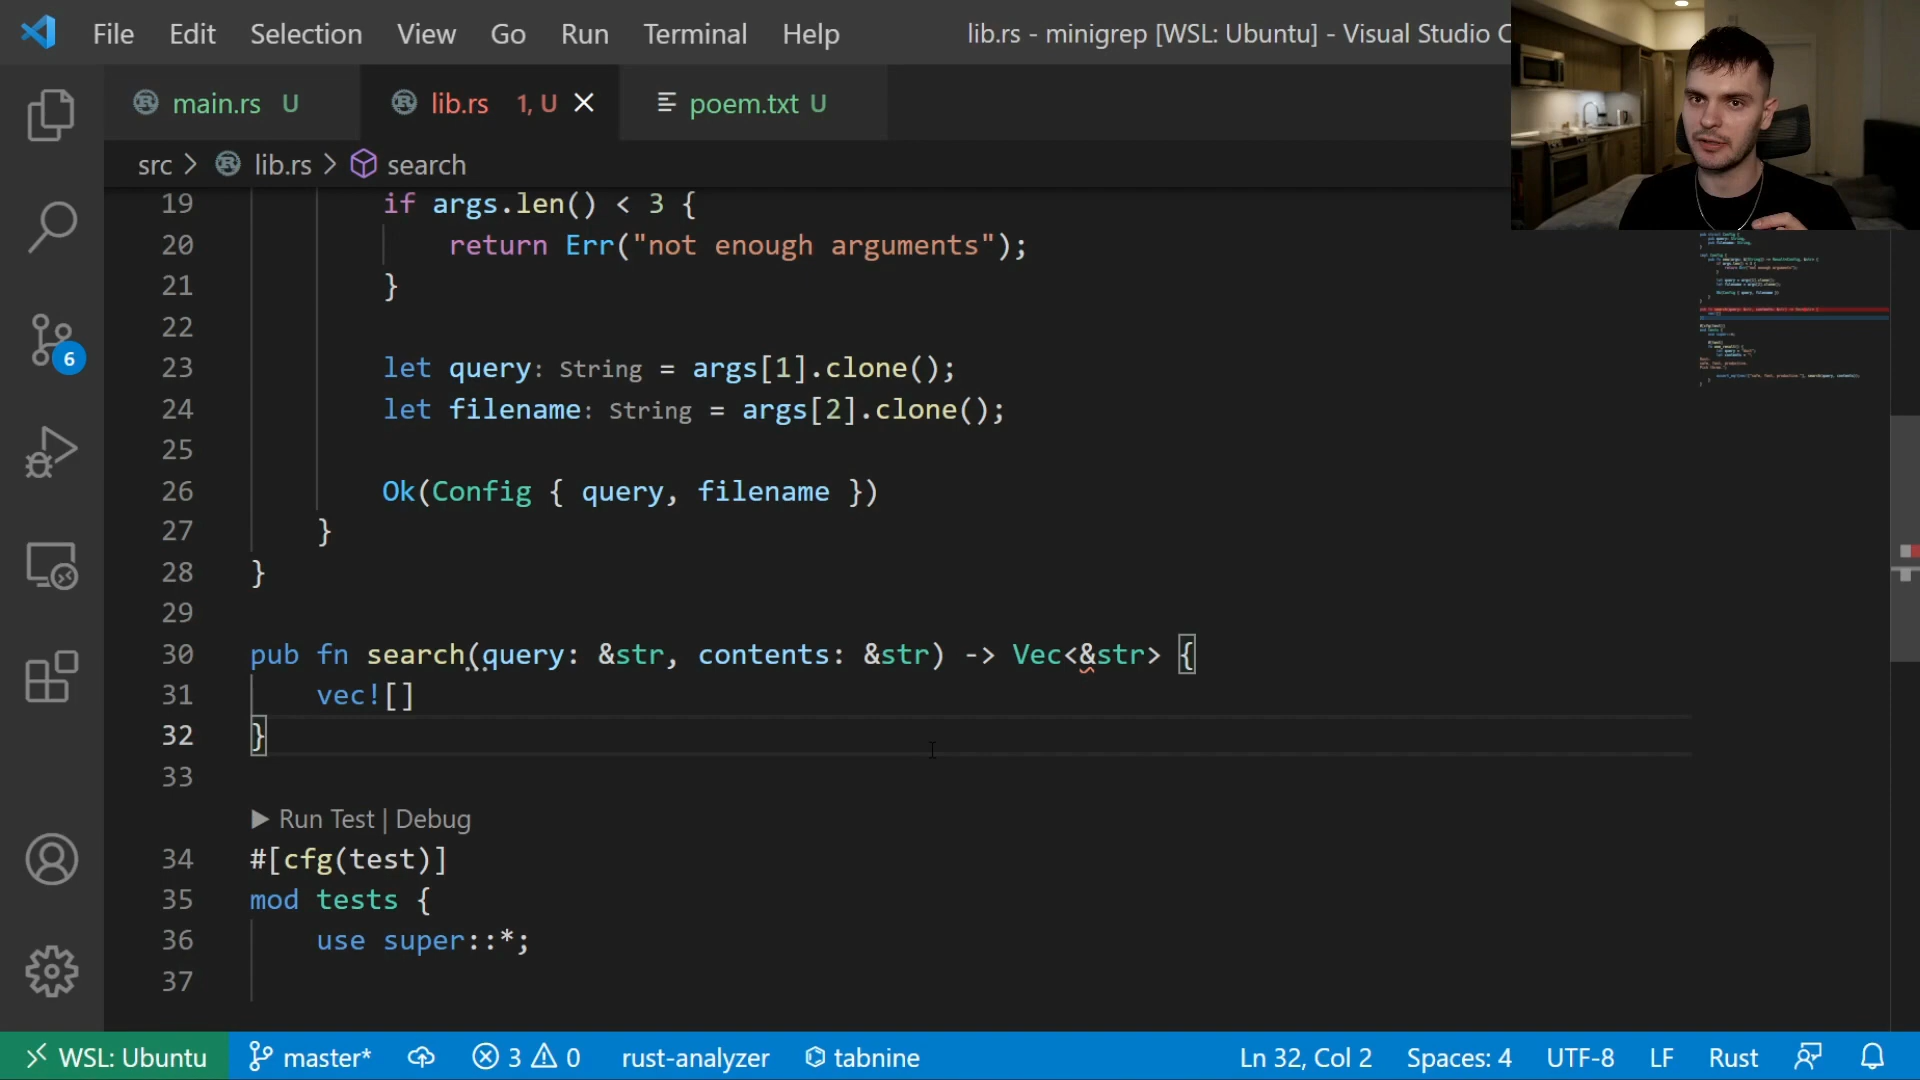 File Edit Selection View Go Run Terminal Help lib.rs - minigrep [WSL: Ubuntu] - Visual Studio
main.rs U lib.rs 1, U poem.txt U
src > lib.rs > search
19 if args.len() < 3 {
20 return Err("not enough arguments");
21 }
22
23 let query: String = args[1].clone();
24 let filename: String = args[2].clone();
25
26 Ok(Config { query, filename })
27 }
28 }
29
30 pub fn search(query: &str, contents: &str) -> Vec<&str> {
31 vec![]
32 }
33
Run Test | Debug
34 #[cfg(test)]
35 mod tests {
36 use super::*;
37
6
WSL: Ubuntu master* 3 0 rust-analyzer tabnine Ln 32, Col 2 Spaces: 4 UTF-8 LF Rust